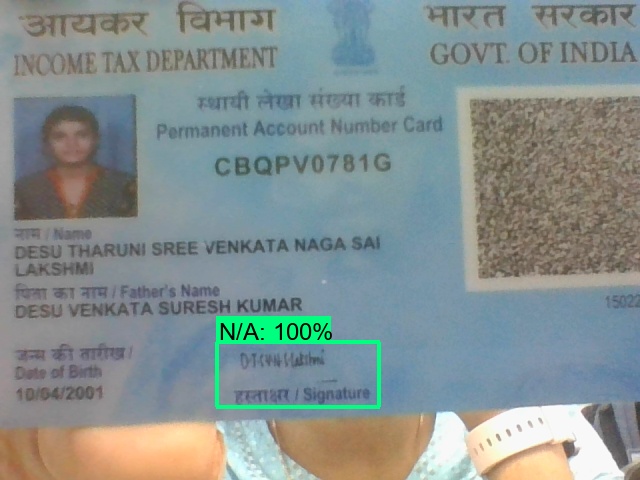 आयकर विभाग
INCOME TAX DEPARTMENT
भारत सरकार
GOVT. OF INDIA
स्थायी लेखा संख्या कार्ड
Permanent Account Number Card
CBQPV0781G
नाम / Name
DESU THARUNI SREE VENKATA NAGA SAI
LAKSHMI
पिता का नाम / Father's Name
DESU VENKATA SURESH KUMAR
15022
जन्म की तारीख /
Date of Birth
10/04/2001
N/A: 100%
हस्ताक्षर / Signature